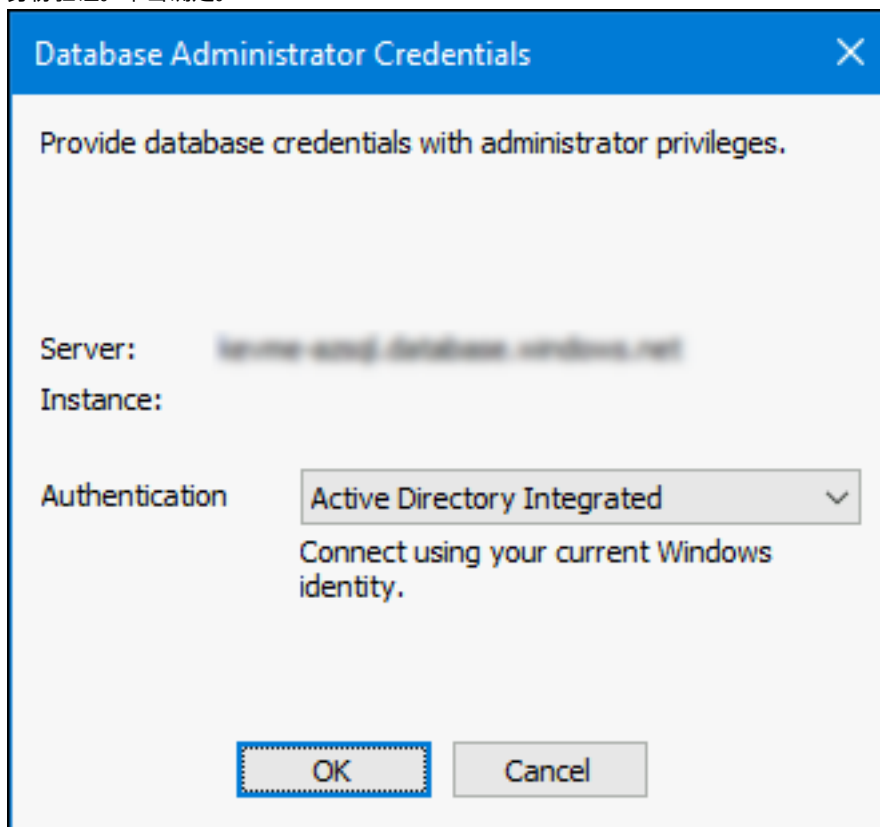 Database Administrator Credentials
Provide database credentials with administrator privileges.
Server:
Instance:
Authentication
Active Directory Integrated
Connect using your current Windows
identity.
OK
Cancel